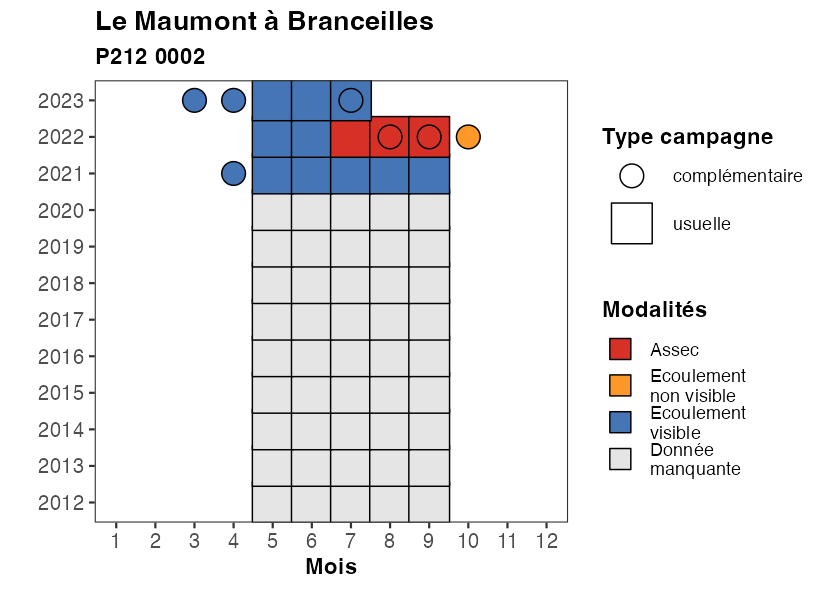 Le Maumont à Branceilles
P212 0002
2023
2022
2021
2020
2019
2018
2017
2016
2015
2014
2013
2012
1 2 3 4 5 6 7 8 9 10 11 12
Mois
Type campagne
complémentaire
usuelle
Modalités
Assec
Ecoulement
non visible
Ecoulement
visible
Donnée
manquante